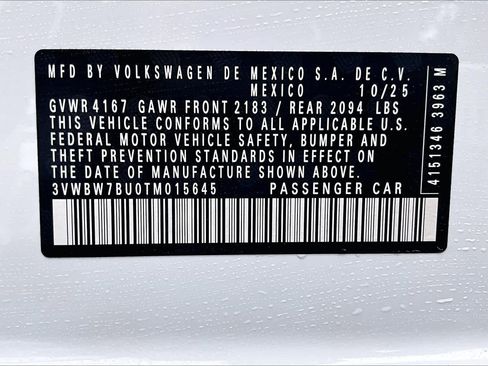 MFD BY VOLKSWAGEN DE MEXICO S.A. DE C.V.
MEXICO 10/25
GVWR 4167 GAWR FRONT 2183 / REAR 2094 LBS
THIS VEHICLE CONFORMS TO ALL APPLICABLE U.S.
FEDERAL MOTOR VEHICLE SAFETY, BUMPER AND
THEFT PREVENTION STANDARDS IN EFFECT ON
THE DATE OF MANUFACTURE SHOWN ABOVE.
3VWBW7BU0TM015645 PASSENGER CAR
4151346 3963 M